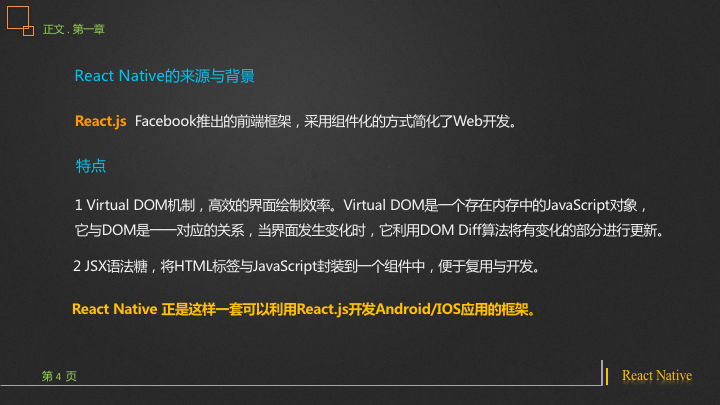 正文 . 第一章
React Native的来源与背景
React.js Facebook推出的前端框架，采用组件化的方式简化了Web开发。
特点
1 Virtual DOM机制，高效的界面绘制效率。Virtual DOM是一个存在内存中的JavaScript对象，
它与DOM是一一对应的关系，当界面发生变化时，它利用DOM Diff算法将有变化的部分进行更新。
2 JSX语法糖，将HTML标签与JavaScript封装到一个组件中，便于复用与开发。
React Native 正是这样一套可以利用React.js开发Android/IOS应用的框架。
第 4 页
React Native